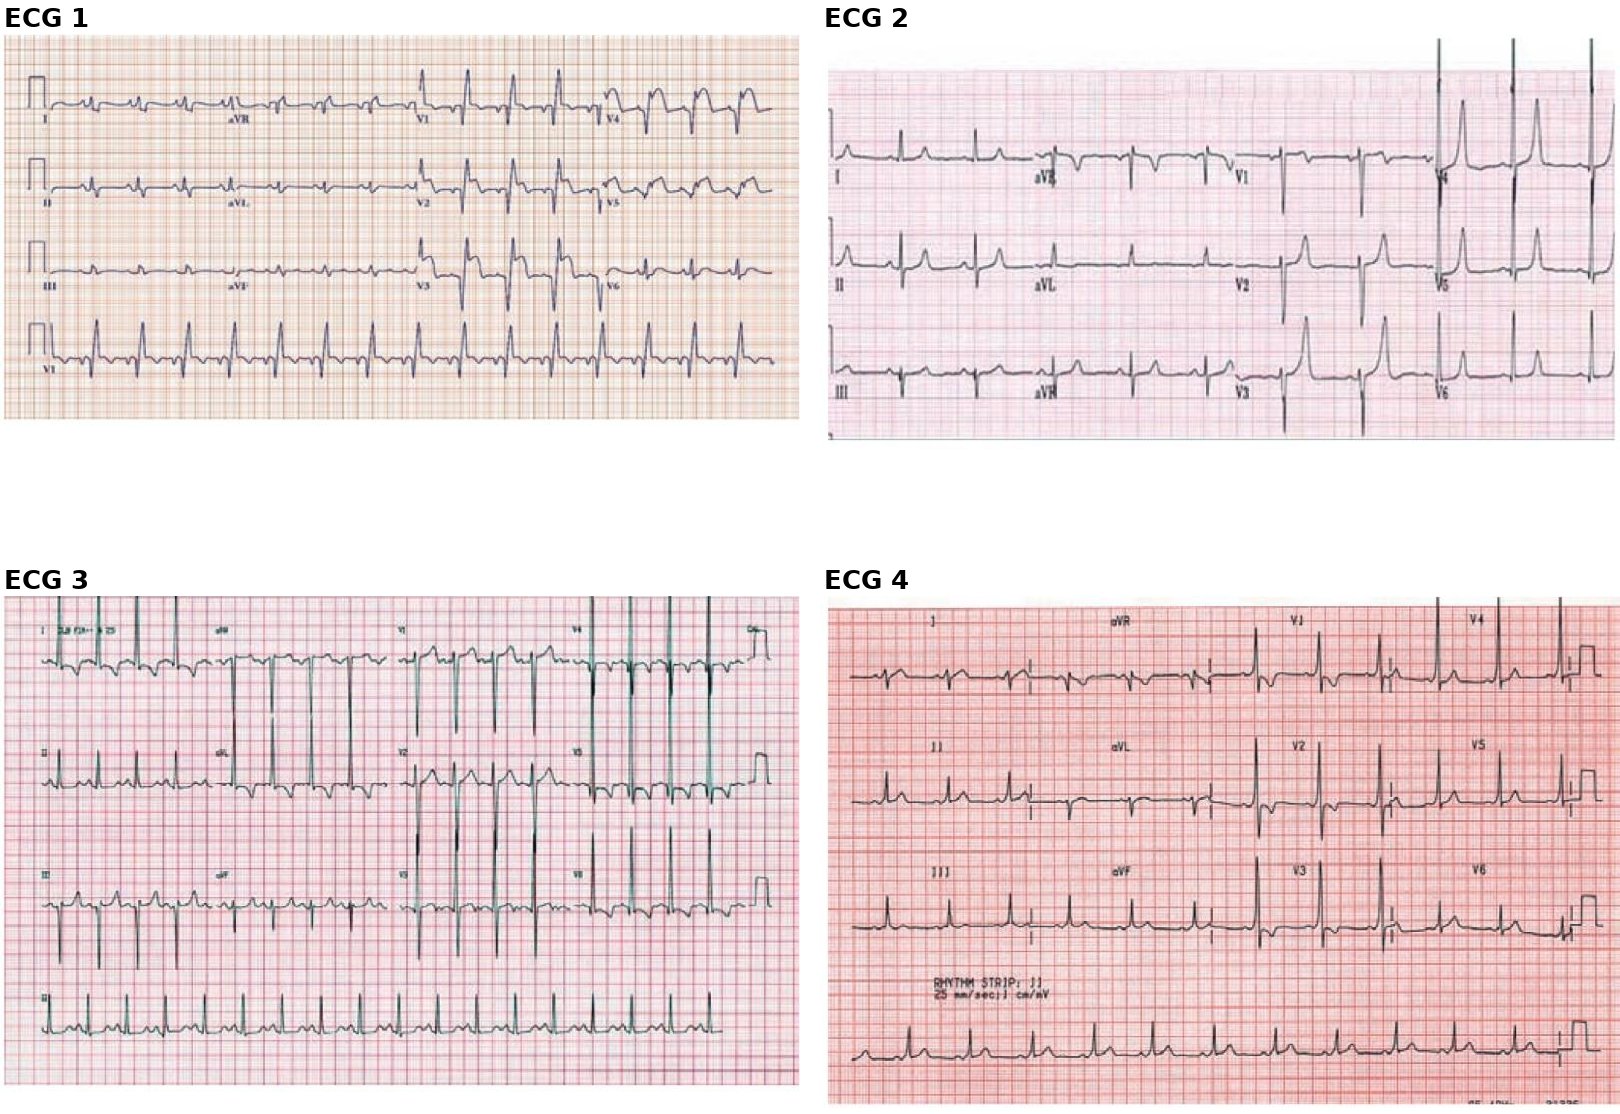 ECG 1
ECG 2
I aVR V1 V4
II aVL V2 V5
III aVF V3 V6
V1
I aVR V1 V4
II aVL V2 V5
III aVF V3 V6
ECG 3
ECG 4
I aVR V1 V4
II aVL V2 V5
III aVF V3 V6
II
I aVR V1 V4
II aVL V2 V5
III aVF V3 V6
RHYTHM STRIP: II
25 mm/sec;1 cm/mV